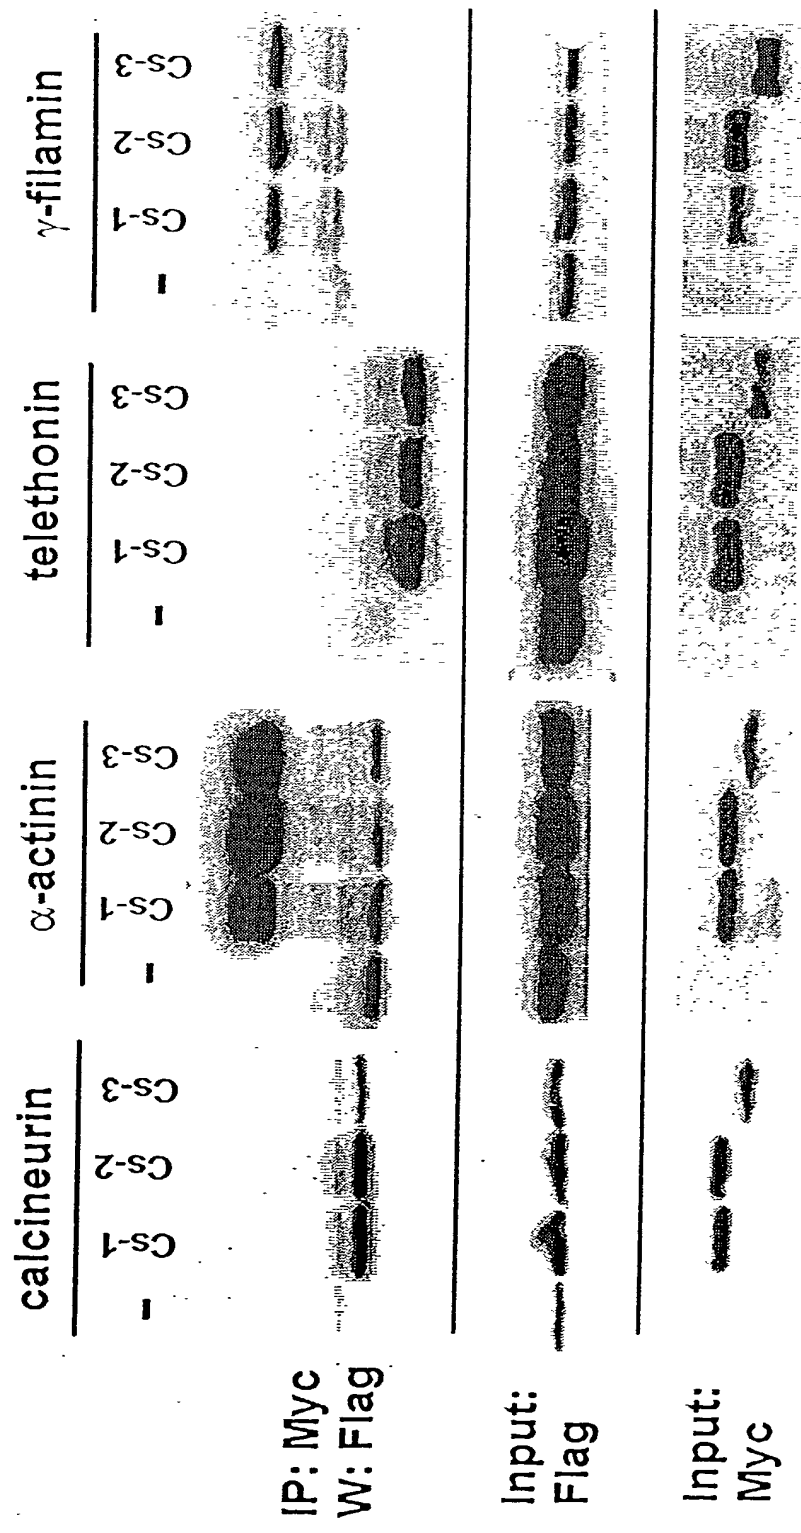 calcineurin α-actinin telethonin γ-filamin
– Cs-1 Cs-2 Cs-3 – Cs-1 Cs-2 Cs-3 – Cs-1 Cs-2 Cs-3 – Cs-1 Cs-2 Cs-3
IP: Myc
W: Flag
Input:
Flag
Input:
Myc